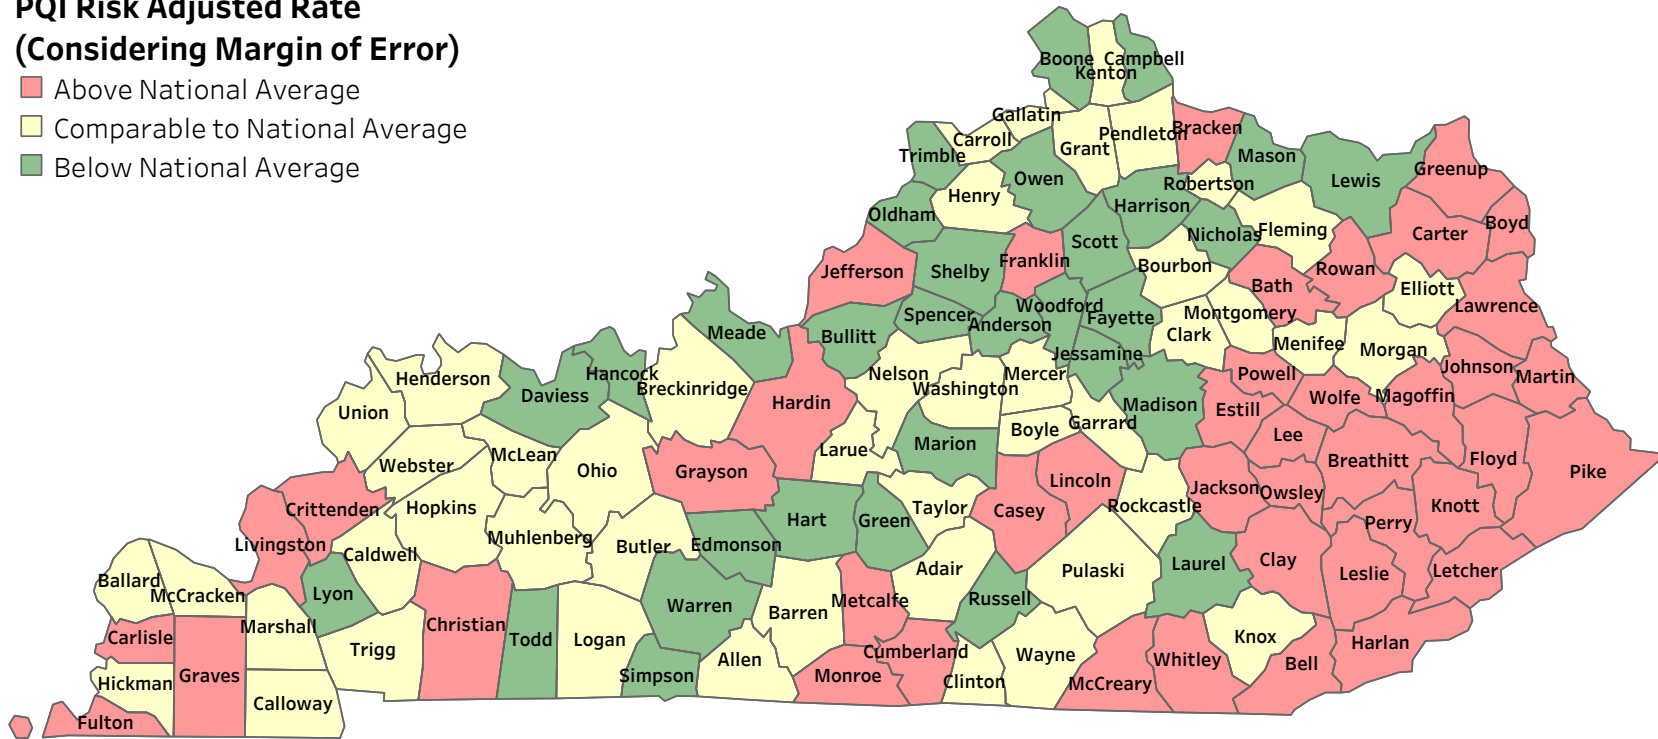 PQI Risk Adjusted Rate
(Considering Margin of Error)
Above National Average
Comparable to National Average
Below National Average
Boone
Campbell
Kenton
Gallatin
Carroll
Grant
Pendleton
Bracken
Trimble
Owen
Mason
Robertson
Lewis
Greenup
Henry
Oldham
Harrison
Nicholas
Fleming
Carter
Boyd
Scott
Jefferson
Shelby
Franklin
Bourbon
Bath
Rowan
Elliott
Lawrence
Spencer
Woodford
Anderson
Fayette
Montgomery
Clark
Menifee
Morgan
Meade
Bullitt
Jessamine
Johnson
Martin
Henderson
Hancock
Daviess
Breckinridge
Hardin
Nelson
Washington
Mercer
Powell
Wolfe
Magoffin
Union
Madison
Estill
Garrard
Boyle
Lee
Marion
Larue
Webster
McLean
Ohio
Grayson
Breathitt
Floyd
Pike
Lincoln
Jackson
Owsley
Crittenden
Hopkins
Hart
Green
Taylor
Casey
Rockcastle
Knott
Perry
Livingston
Caldwell
Muhlenberg
Butler
Edmonson
Adair
Pulaski
Laurel
Clay
Leslie
Letcher
Ballard
McCracken
Lyon
Warren
Barren
Metcalfe
Russell
Marshall
Carlisle
Christian
Todd
Logan
Trigg
Allen
Cumberland
Wayne
Whitley
Knox
Bell
Harlan
Graves
Hickman
Calloway
Simpson
Monroe
Clinton
McCreary
Fulton